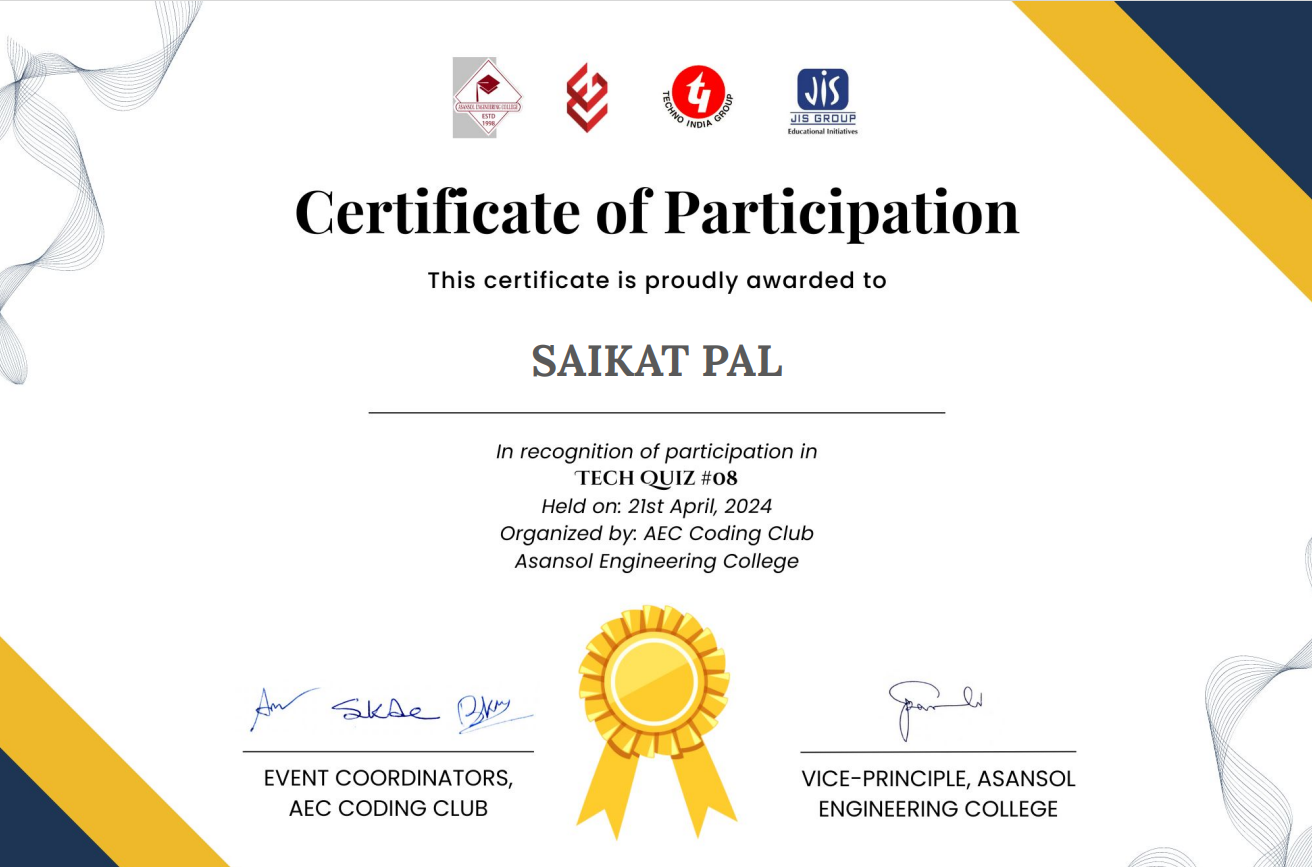 ASANSOL ENGINEERING COLLEGE
ESTD
1998
TECHNO INDIA GROUP
JIS
JIS GROUP
Educational Initiatives
Certificate of Participation
This certificate is proudly awarded to
SAIKAT PAL
In recognition of participation in
TECH QUIZ #08
Held on: 21st April, 2024
Organized by: AEC Coding Club
Asansol Engineering College
EVENT COORDINATORS,
AEC CODING CLUB
VICE-PRINCIPLE, ASANSOL
ENGINEERING COLLEGE